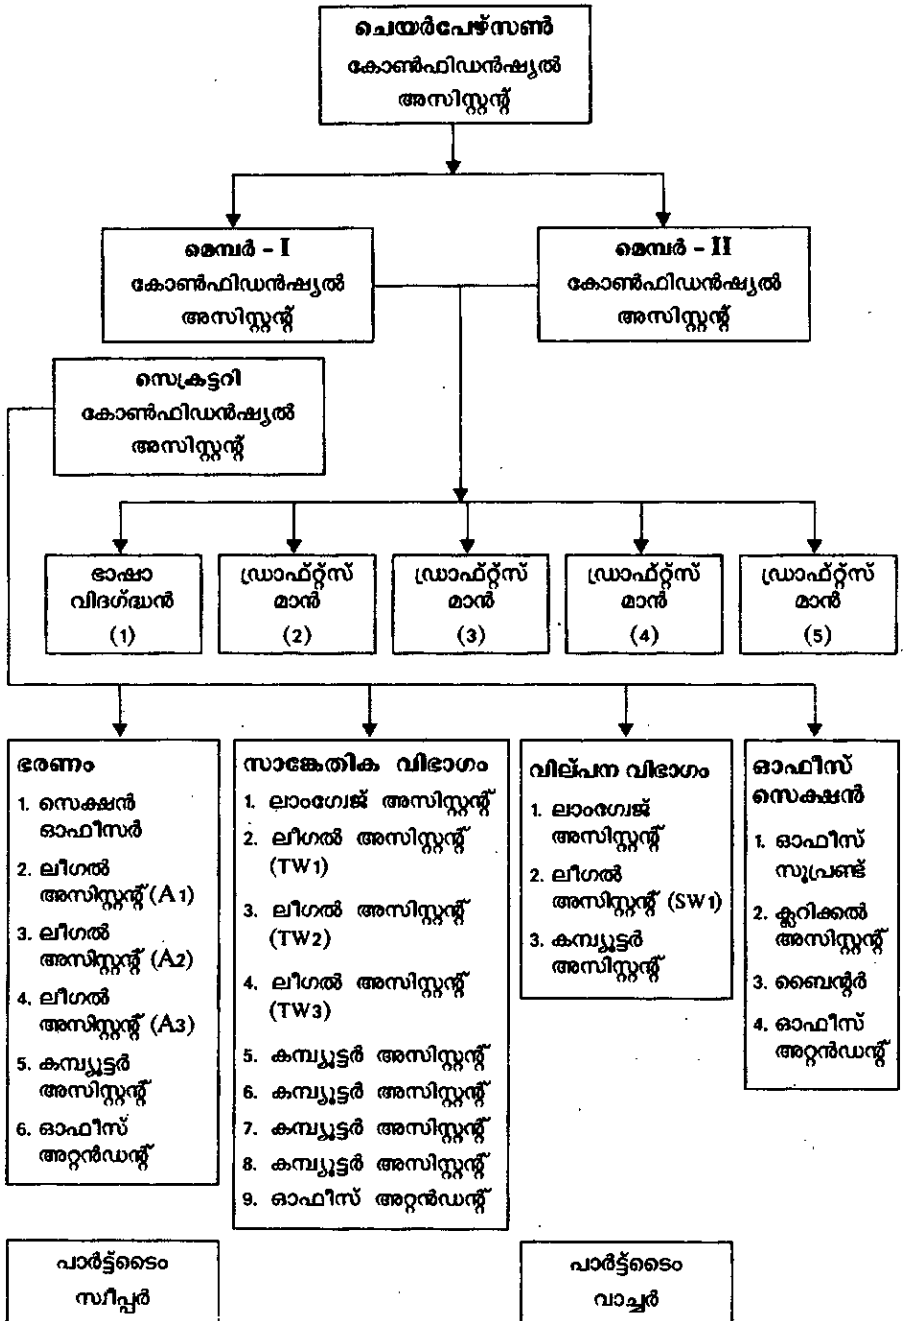 ചെയർപേഴ്സൺ
കോൺഫിഡൻഷ്യൽ
അസിസ്റ്റന്റ്
മെമ്പർ - I
കോൺഫിഡൻഷ്യൽ
അസിസ്റ്റന്റ്
മെമ്പർ - II
കോൺഫിഡൻഷ്യൽ
അസിസ്റ്റന്റ്
സെക്രട്ടറി
കോൺഫിഡൻഷ്യൽ
അസിസ്റ്റന്റ്
ഭാഷാ
വിദഗ്ദ്ധൻ
(1)
ഡ്രാഫ്റ്റ്സ്
മാൻ
(2)
ഡ്രാഫ്റ്റ്സ്
മാൻ
(3)
ഡ്രാഫ്റ്റ്സ്
മാൻ
(4)
ഡ്രാഫ്റ്റ്സ്
മാൻ
(5)
ഭരണം
1. സെക്ഷൻ
ഓഫീസർ
2. ലീഗൽ
അസിസ്റ്റന്റ് (A1)
3. ലീഗൽ
അസിസ്റ്റന്റ് (A2)
4. ലീഗൽ
അസിസ്റ്റന്റ് (A3)
5. കമ്പ്യൂട്ടർ
അസിസ്റ്റന്റ്
6. ഓഫീസ്
അറ്റൻഡന്റ്
സാങ്കേതിക വിഭാഗം
1. ലാംഗ്വേജ് അസിസ്റ്റന്റ്
2. ലീഗൽ അസിസ്റ്റന്റ്
(TW1)
3. ലീഗൽ അസിസ്റ്റന്റ്
(TW2)
4. ലീഗൽ അസിസ്റ്റന്റ്
(TW3)
5. കമ്പ്യൂട്ടർ അസിസ്റ്റന്റ്
6. കമ്പ്യൂട്ടർ അസിസ്റ്റന്റ്
7. കമ്പ്യൂട്ടർ അസിസ്റ്റന്റ്
8. കമ്പ്യൂട്ടർ അസിസ്റ്റന്റ്
9. ഓഫീസ് അറ്റൻഡന്റ്
വില്പന വിഭാഗം
1. ലാംഗ്വേജ്
അസിസ്റ്റന്റ്
2. ലീഗൽ
അസിസ്റ്റന്റ് (SW1)
3. കമ്പ്യൂട്ടർ
അസിസ്റ്റന്റ്
ഓഫീസ്
സെക്ഷൻ
1. ഓഫീസ്
സൂപ്രണ്ട്
2. ക്ലറിക്കൽ
അസിസ്റ്റന്റ്
3. ബൈന്റർ
4. ഓഫീസ്
അറ്റൻഡന്റ്
പാർട്ട്ടൈം
സ്വീപ്പർ
പാർട്ട്ടൈം
വാച്ചർ